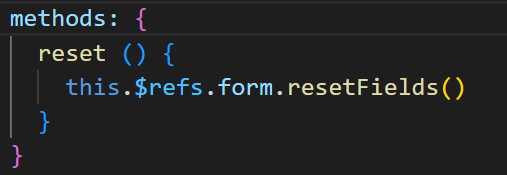 methods: {
  reset () {
    this.$refs.form.resetFields()
  }
}